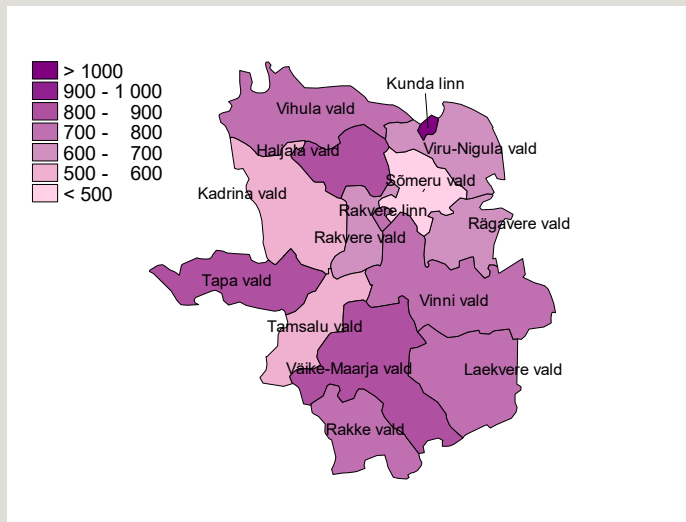 > 1000
900 - 1 000
800 - 900
700 - 800
600 - 700
500 - 600
< 500
Kunda linn
Vihula vald
Haljala vald
Viru-Nigula vald
Sõmeru vald
Kadrina vald
Rakvere linn
Rägavere vald
Rakvere vald
Tapa vald
Vinni vald
Tamsalu vald
Väike-Maarja vald
Laekvere vald
Rakke vald